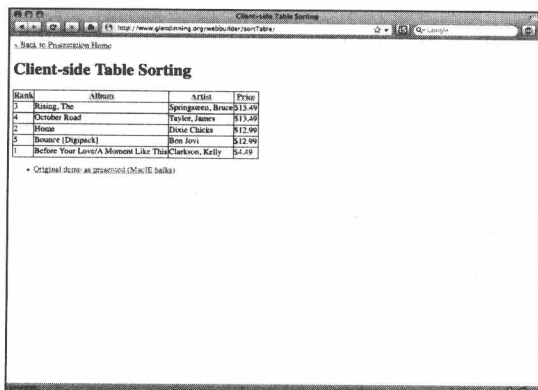 Client-side Table Sorting
http://www.glendinning.org/webbuilder/sortTable/
Google
« Back to Presentation Home
Client-side Table Sorting
Rank Album Artist Price
3 Rising, The Springsteen, Bruce $13.49
4 October Road Taylor, James $13.49
2 Home Dixie Chicks $12.99
5 Bounce [Digipack] Bon Jovi $12.99
1 Before Your Love/A Moment Like This Clarkson, Kelly $4.49
• Original demo as presented (MacIE balks)